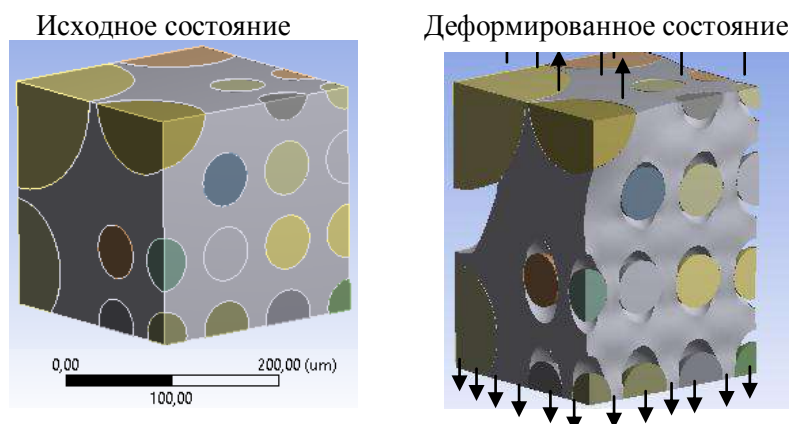 Исходное состояние
Деформированное состояние
0,00
200,00 (um)
100,00